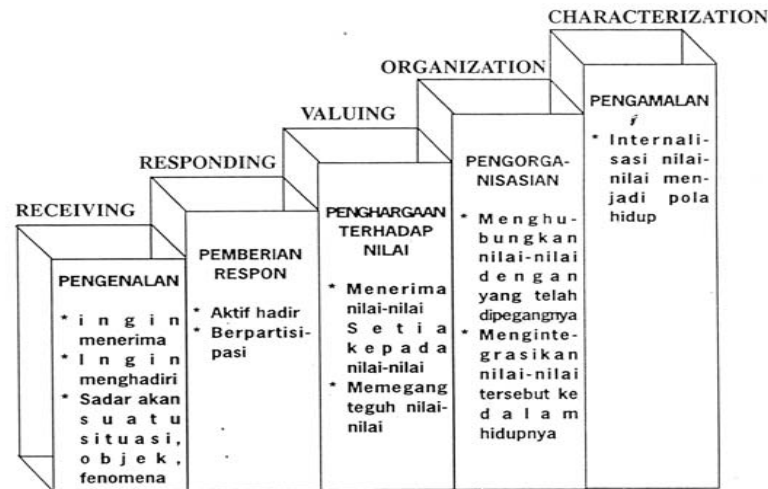 RECEIVING
PENGENALAN
* ingin
menerima
* Ingin
menghadiri
* Sadar akan
suatu
situasi,
objek,
fenomena
RESPONDING
PEMBERIAN
RESPON
* Aktif hadir
* Berpartisi-
pasi
VALUING
PENGHARGAAN
TERHADAP
NILAI
* Menerima
nilai-nilai
Setia
kepada
nilai-nilai
* Memegang
teguh nilai-
nilai
ORGANIZATION
PENGORGA-
NISASIAN
* Menghu-
bungkan
nilai-nilai
dengan
yang telah
dipegangnya
* Menginte-
grasikan
nilai-nilai
tersebut ke
dalam
hidupnya
CHARACTERIZATION
PENGAMALAN
* Internali-
sasi nilai-
nilai men-
jadi pola
hidup